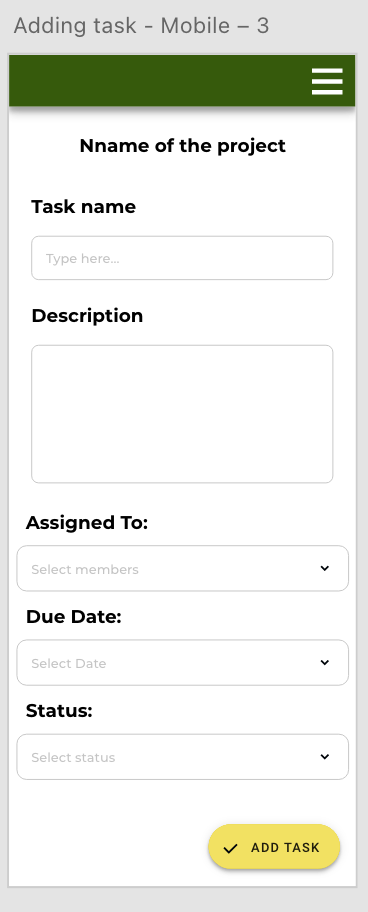 Adding task - Mobile – 3
Nname of the project
Task name
Type here...
Description
Assigned To:
Select members
Due Date:
Select Date
Status:
Select status
ADD TASK